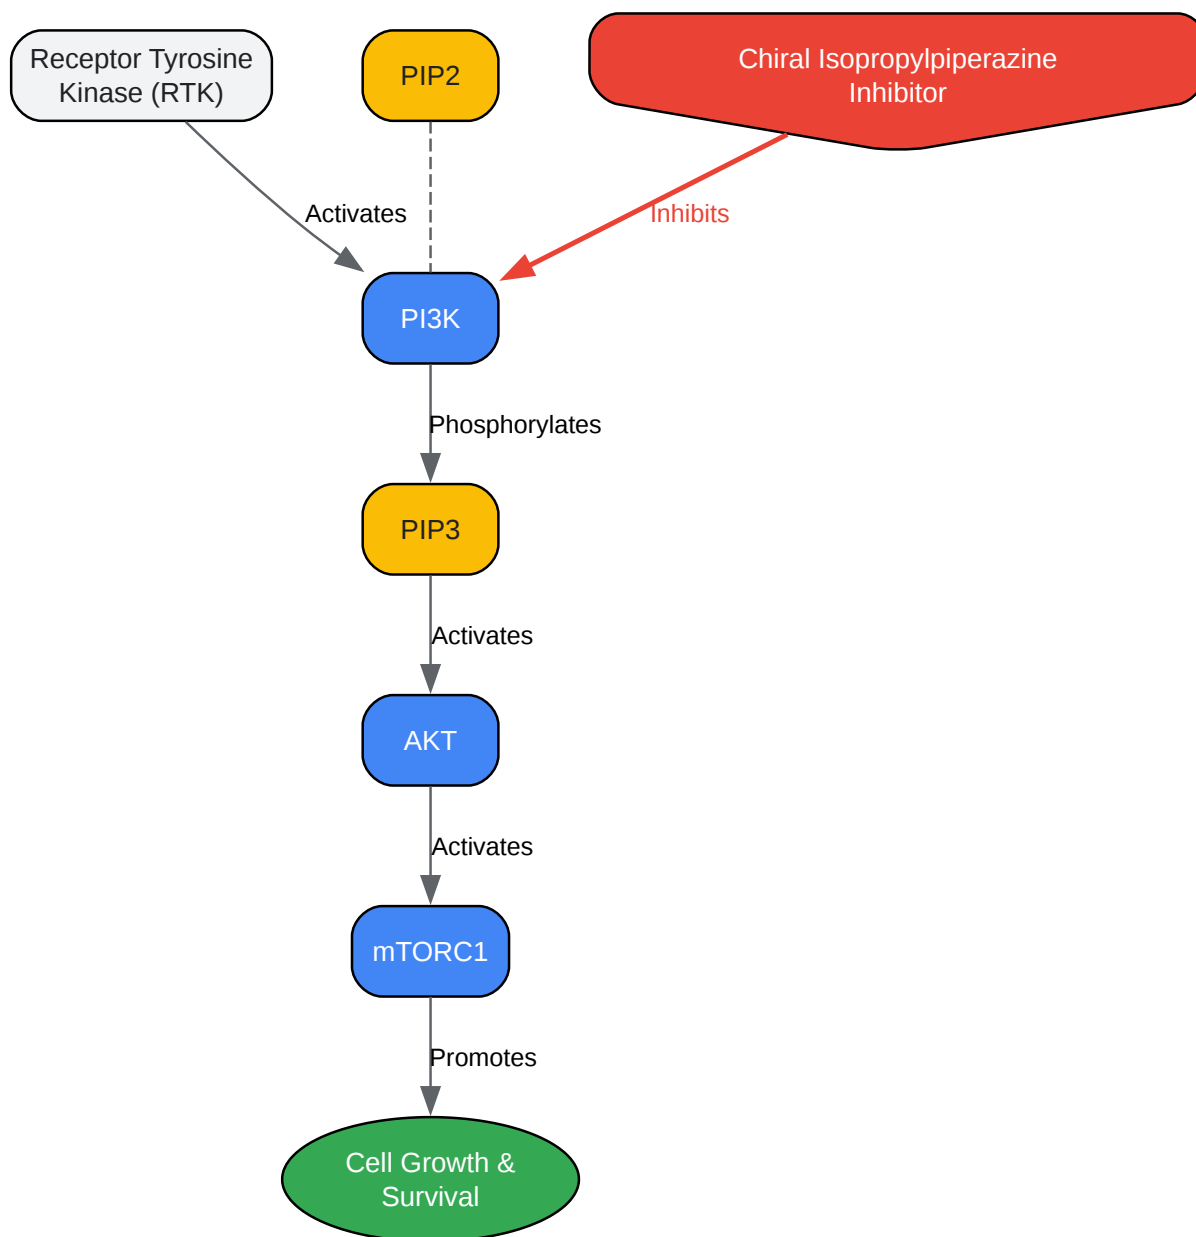 Receptor Tyrosine
Kinase (RTK)
PIP2
Chiral Isopropylpiperazine
Inhibitor
Activates
Inhibits
PI3K
Phosphorylates
PIP3
Activates
AKT
Activates
mTORC1
Promotes
Cell Growth &
Survival